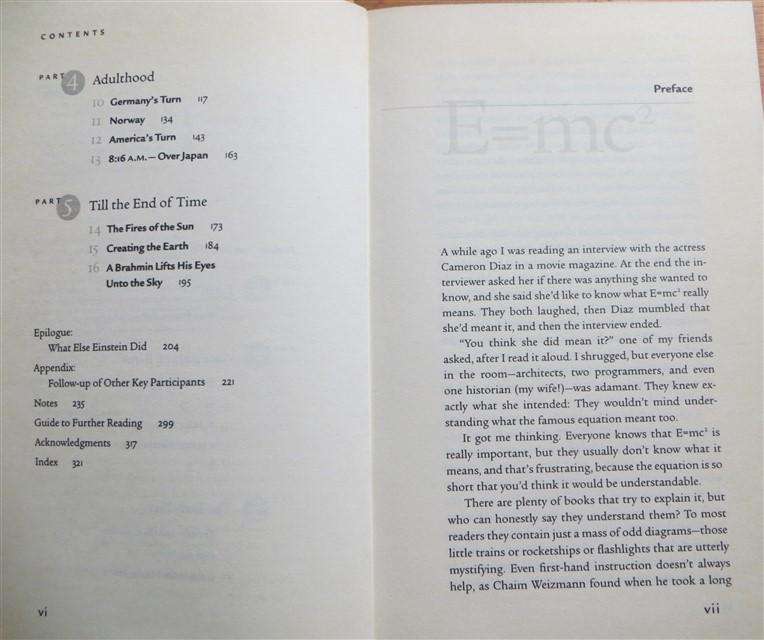 CONTENTS
PART 4 Adulthood
10 Germany's Turn 117
11 Norway 134
12 America's Turn 143
13 8:16 A.M.—Over Japan 163
PART 5 Till the End of Time
14 The Fires of the Sun 173
15 Creating the Earth 184
16 A Brahmin Lifts His Eyes
Unto the Sky 195
Epilogue:
What Else Einstein Did 204
Appendix:
Follow-up of Other Key Participants 221
Notes 235
Guide to Further Reading 299
Acknowledgments 317
Index 321
vi
Preface
E=mc²
A while ago I was reading an interview with the actress
Cameron Diaz in a movie magazine. At the end the in-
terviewer asked her if there was anything she wanted to
know, and she said she'd like to know what E=mc² really
means. They both laughed, then Diaz mumbled that
she'd meant it, and then the interview ended.
"You think she did mean it?" one of my friends
asked, after I read it aloud. I shrugged, but everyone else
in the room—architects, two programmers, and even
one historian (my wife!)—was adamant. They knew ex-
actly what she intended: They wouldn't mind under-
standing what the famous equation meant too.
It got me thinking. Everyone knows that E=mc² is
really important, but they usually don't know what it
means, and that's frustrating, because the equation is so
short that you'd think it would be understandable.
There are plenty of books that try to explain it, but
who can honestly say they understand them? To most
readers they contain just a mass of odd diagrams—those
little trains or rocketships or flashlights that are utterly
mystifying. Even first-hand instruction doesn't always
help, as Chaim Weizmann found when he took a long
vii